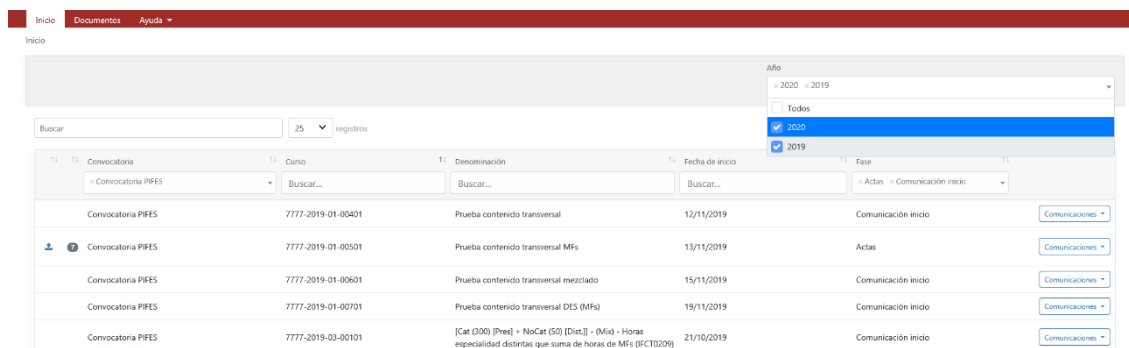 Inicio Documentos Ayuda
Inicio
Año
× 2020 × 2019
Todos
2020
2019
Buscar 25 registros
Convocatoria Curso Denominación Fecha de inicio Fase
× Convocatoria PIFES Buscar... Buscar... Buscar... × Actas × Comunicación inicio
Convocatoria PIFES 7777-2019-01-00401 Prueba contenido transversal 12/11/2019 Comunicación inicio Comunicaciones
7 Convocatoria PIFES 7777-2019-01-00501 Prueba contenido transversal MFs 13/11/2019 Actas Comunicaciones
Convocatoria PIFES 7777-2019-01-00601 Prueba contenido transversal mezclado 15/11/2019 Comunicación inicio Comunicaciones
Convocatoria PIFES 7777-2019-01-00701 Prueba contenido transversal DES (MFs) 19/11/2019 Comunicación inicio Comunicaciones
Convocatoria PIFES 7777-2019-03-00101 [Cat (300) [Pres] + NoCat (50) [Dist.]] - (Mix) - Horas especialidad distintas que suma de horas de MFs (IFCT0209) 21/10/2019 Comunicación inicio Comunicaciones